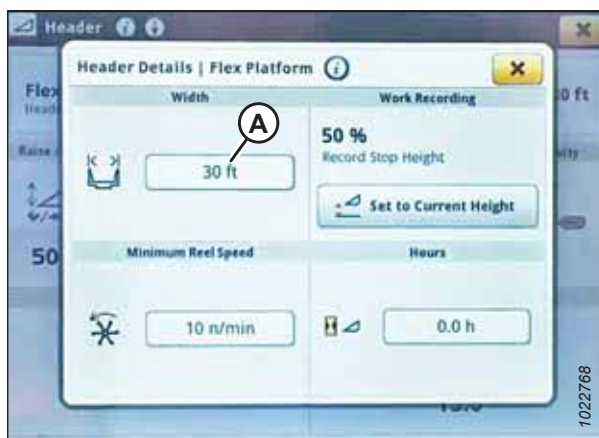 Header
Header Details | Flex Platform
Flex
Width
Work Recording
0 ft
A
50 %
Record Stop Height
30 ft
Set to Current Height
50
Minimum Reel Speed
Hours
10 n/min
0.0 h
1022768